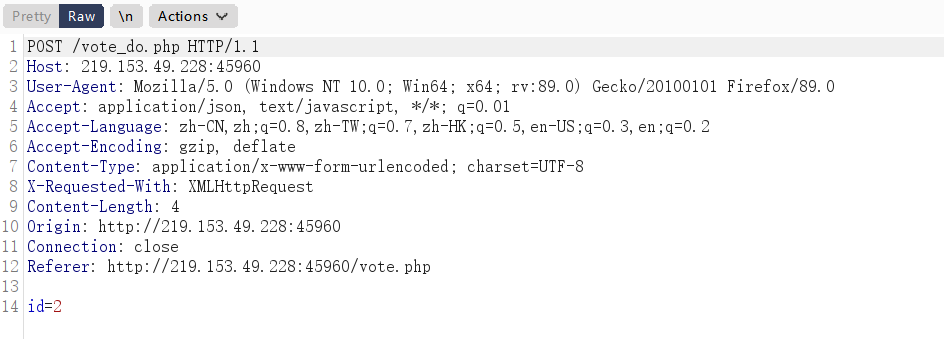 Pretty Raw \n Actions
1 POST /vote_do.php HTTP/1.1
2 Host: 219.153.49.228:45960
3 User-Agent: Mozilla/5.0 (Windows NT 10.0; Win64; x64; rv:89.0) Gecko/20100101 Firefox/89.0
4 Accept: application/json, text/javascript, */*; q=0.01
5 Accept-Language: zh-CN,zh;q=0.8,zh-TW;q=0.7,zh-HK;q=0.5,en-US;q=0.3,en;q=0.2
6 Accept-Encoding: gzip, deflate
7 Content-Type: application/x-www-form-urlencoded; charset=UTF-8
8 X-Requested-With: XMLHttpRequest
9 Content-Length: 4
10 Origin: http://219.153.49.228:45960
11 Connection: close
12 Referer: http://219.153.49.228:45960/vote.php
13
14 id=2